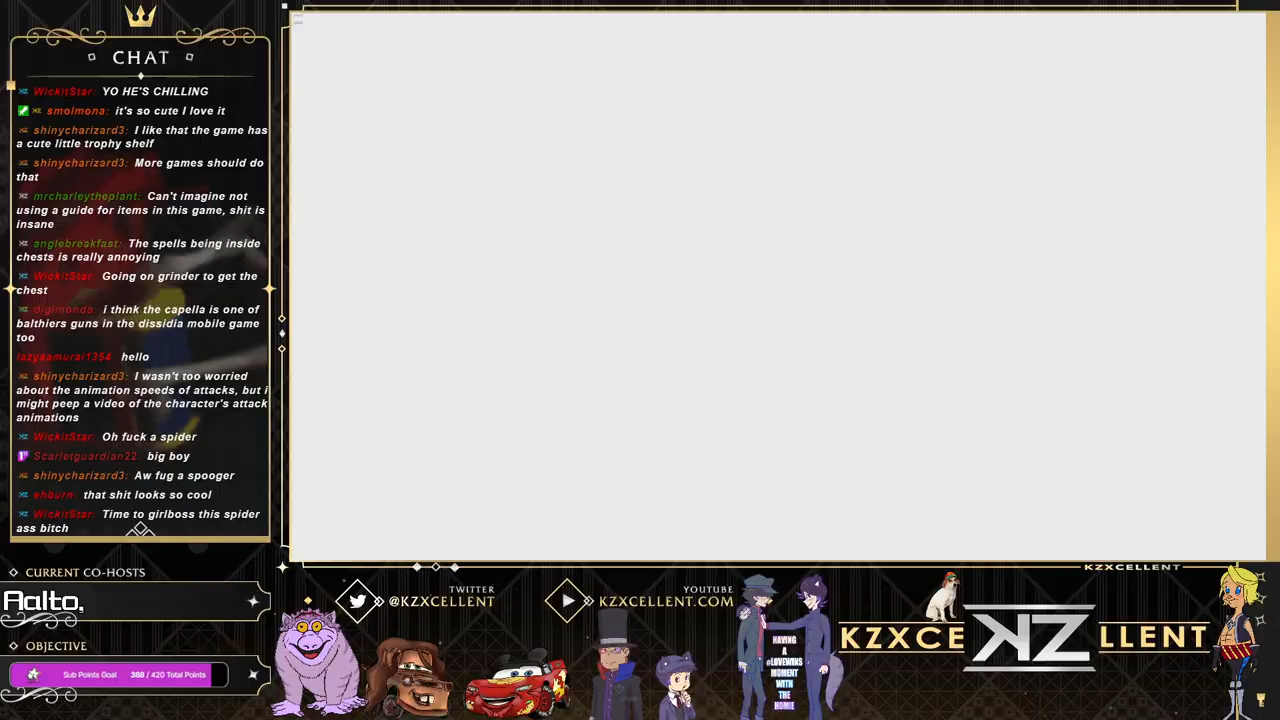 CHAT
WickitStar: YO HE'S CHILLING
smolmona: it's so cute I love it
shinycharizard3: I like that the game has
a cute little trophy shelf
shinycharizard3: More games should do
that
mrcharleytheplant: Can't imagine not
using a guide for items in this game, shit is
insane
anglebreakfast: The spells being inside
chests is really annoying
WickitStar: Going on grinder to get the
chest
digimonda: i think the capella is one of
balthiers guns in the dissidia mobile game
too
lazysamurai1354 hello
shinycharizard3: I wasn't too worried
about the animation speeds of attacks, but i
might peep a video of the character's attack
animations
WickitStar: Oh fuck a spider
Scarletguardian22: big boy
shinycharizard3: Aw fug a spooger
ehburn: that shit looks so cool
WickitStar: Time to girlboss this spider
ass bitch
CURRENT CO-HOSTS
Aalto,
OBJECTIVE
Sub Points Goal 388 / 420 Total Points
TWITTER
@KZXCELLENT
YOUTUBE
KZXCELLENT.COM
HAVING
A
#LOVEWINS
MOMENT
WITH
THE
HOMIE
KZXCELLENT
KZXCE KZ LLENT